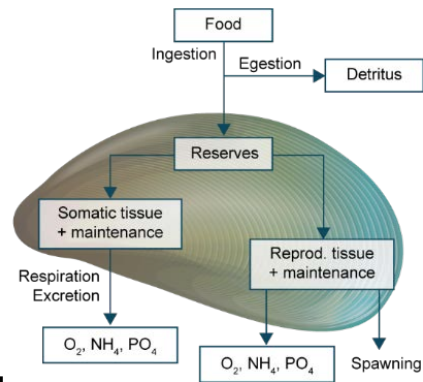 Food
Ingestion
Egestion
Detritus
Reserves
Somatic tissue
+ maintenance
Reprod. tissue
+ maintenance
Respiration
Excretion
O₂, NH₄, PO₄
O₂, NH₄, PO₄
Spawning